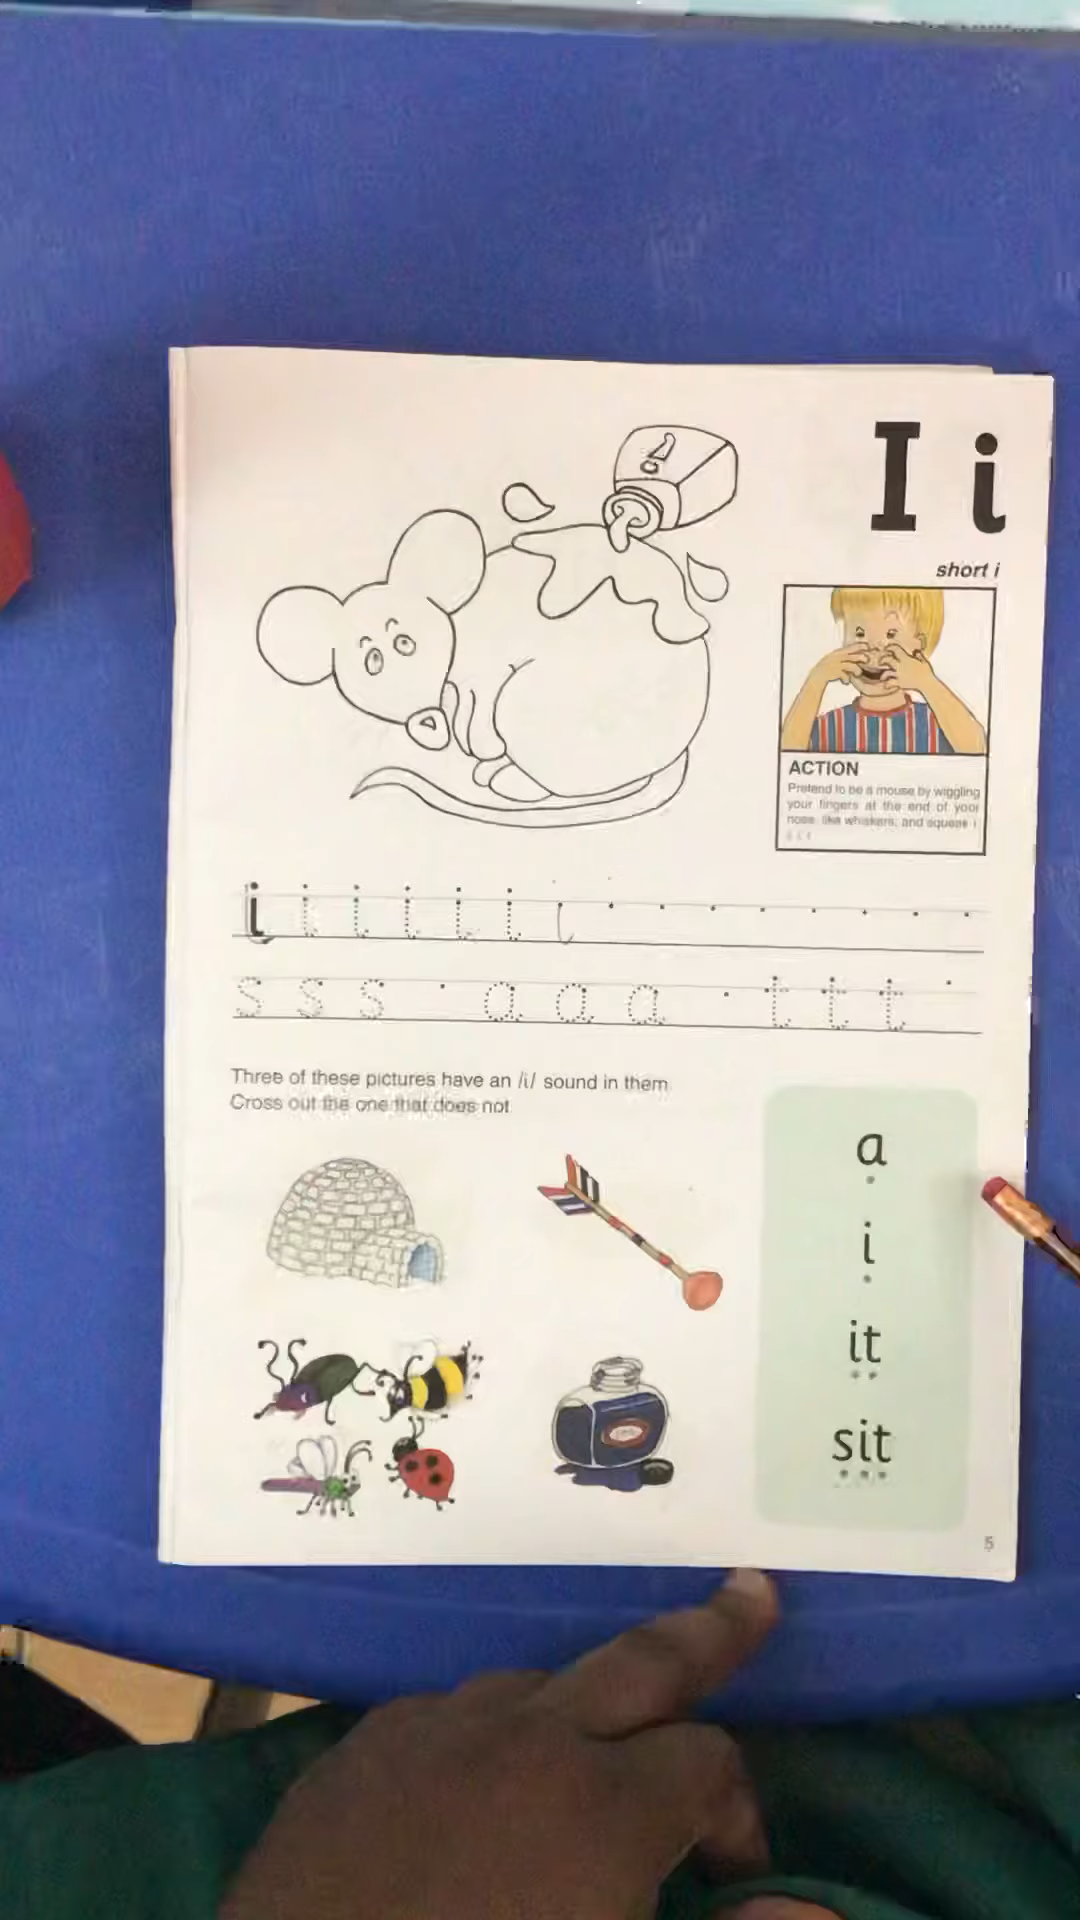 I i
short i
ACTION
Pretend to be a mouse by wiggling
your fingers at the end of your
nose, like whiskers, and squeak i
i i i
i i i i i i i
s s s a a a t t t
Three of these pictures have an /i/ sound in them
Cross out the one that does not
a
i
it
sit
5